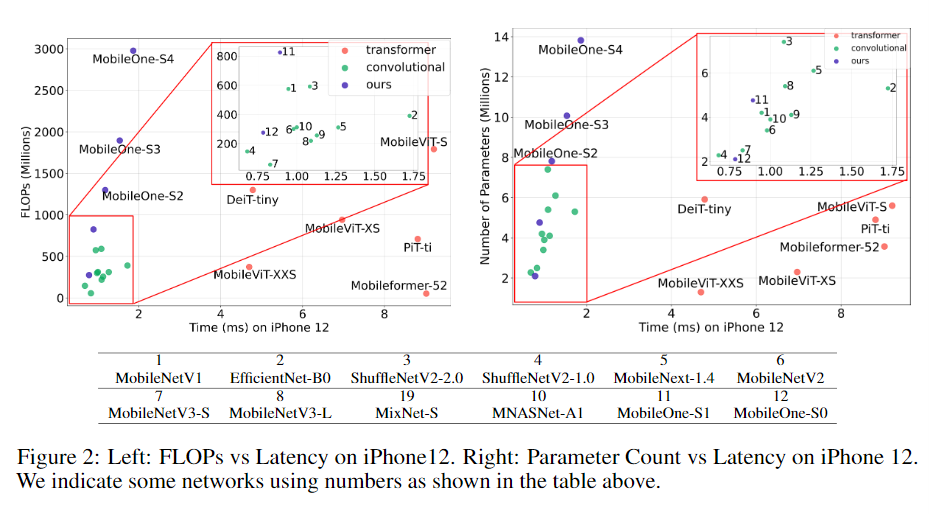 3000
2500
2000
1500
1000
500
0
FLOPs (Millions)
MobileOne-S4
MobileOne-S3
MobileOne-S2
DeiT-tiny
MobileViT-S
MobileViT-XS
PiT-ti
MobileViT-XXS
Mobileformer-52
2 4 6 8
Time (ms) on iPhone 12
800
600
400
200
0.75 1.00 1.25 1.50 1.75
11
1
3
2
12
6
10
5
8
9
4
7
transformer
convolutional
ours
14
12
10
8
6
4
2
Number of Parameters (Millions)
MobileOne-S4
MobileOne-S3
MobileOne-S2
DeiT-tiny
MobileViT-S
PiT-ti
Mobileformer-52
MobileViT-XXS
MobileViT-XS
2 4 6 8
Time (ms) on iPhone 12
6
4
2
0.75 1.00 1.25 1.50 1.75
3
5
8
2
11
1
10
9
6
7
4
12
transformer
convolutional
ours
1 2 3 4 5 6
MobileNetV1 EfficientNet-B0 ShuffleNetV2-2.0 ShuffleNetV2-1.0 MobileNext-1.4 MobileNetV2
7 8 19 10 11 12
MobileNetV3-S MobileNetV3-L MixNet-S MNASNet-A1 MobileOne-S1 MobileOne-S0
Figure 2: Left: FLOPs vs Latency on iPhone12. Right: Parameter Count vs Latency on iPhone 12.
We indicate some networks using numbers as shown in the table above.